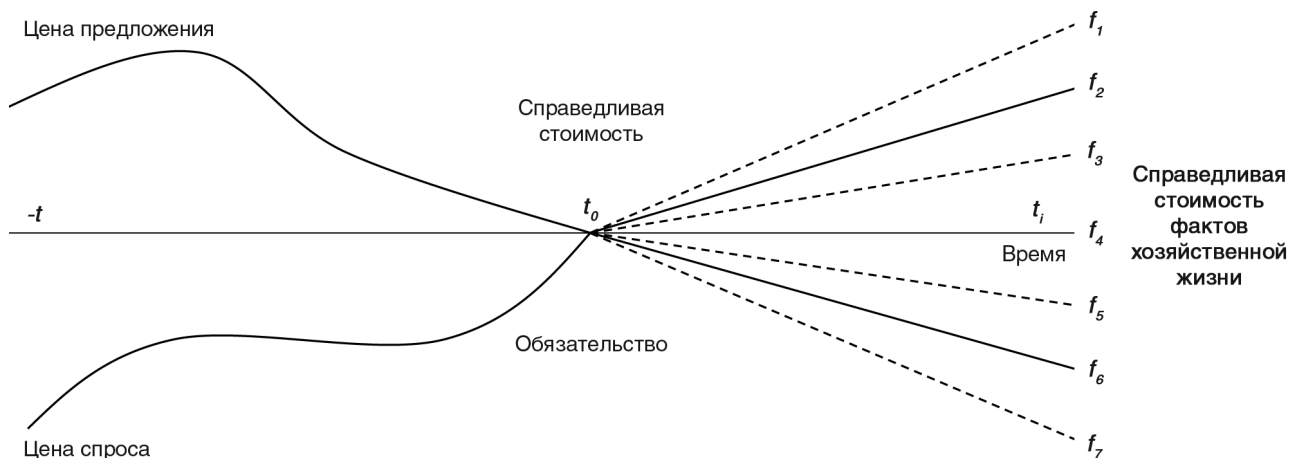 Цена предложения
f1
f2
Справедливая
стоимость
f3
Справедливая
стоимость
фактов
хозяйственной
жизни
-t
t0
ti
f4
Время
f5
Обязательство
f6
Цена спроса
f7